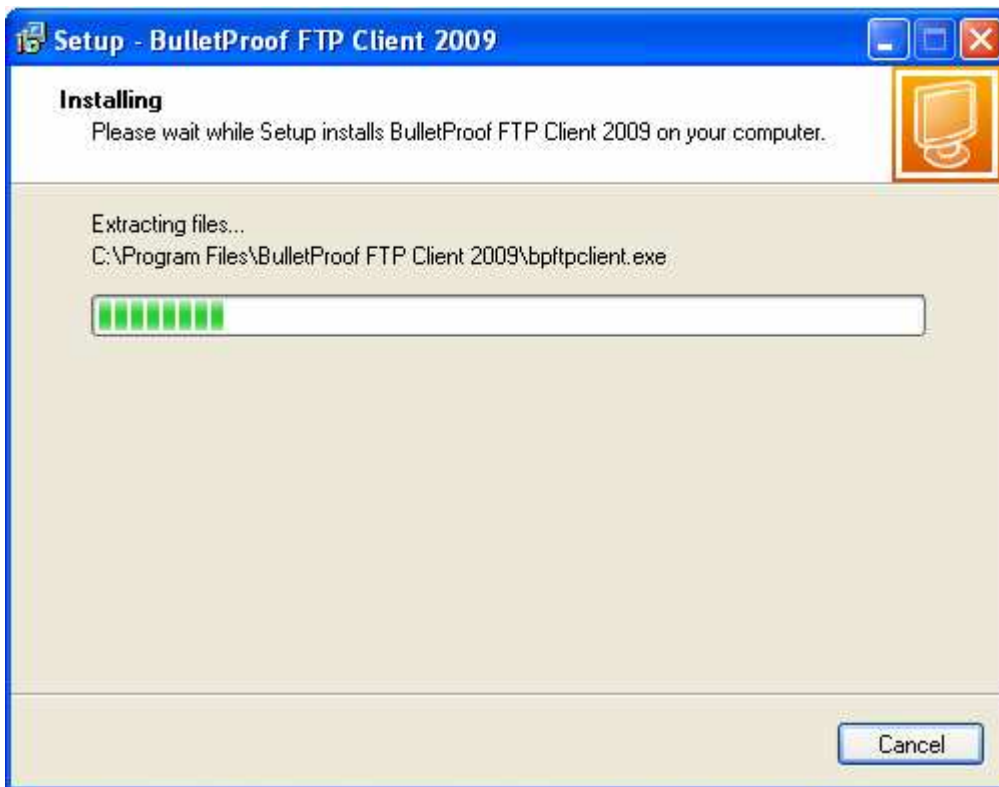 Setup - BulletProof FTP Client 2009
Installing
Please wait while Setup installs BulletProof FTP Client 2009 on your computer.
Extracting files...
C:\Program Files\BulletProof FTP Client 2009\bpftpclient.exe
Cancel